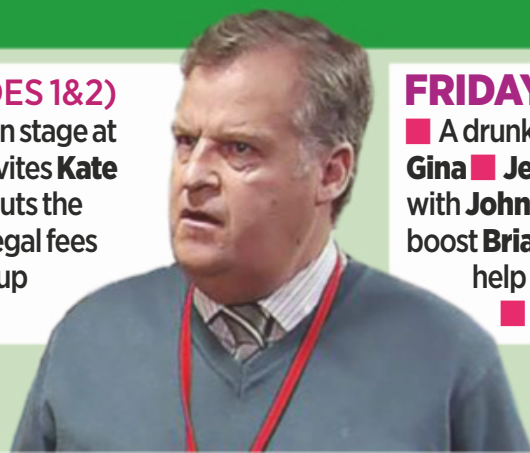 ES 1&2)
n stage at
vites Kate
uts the
egal fees
up
FRIDAY
A drunk
Gina Je
with John
boost Bria
help